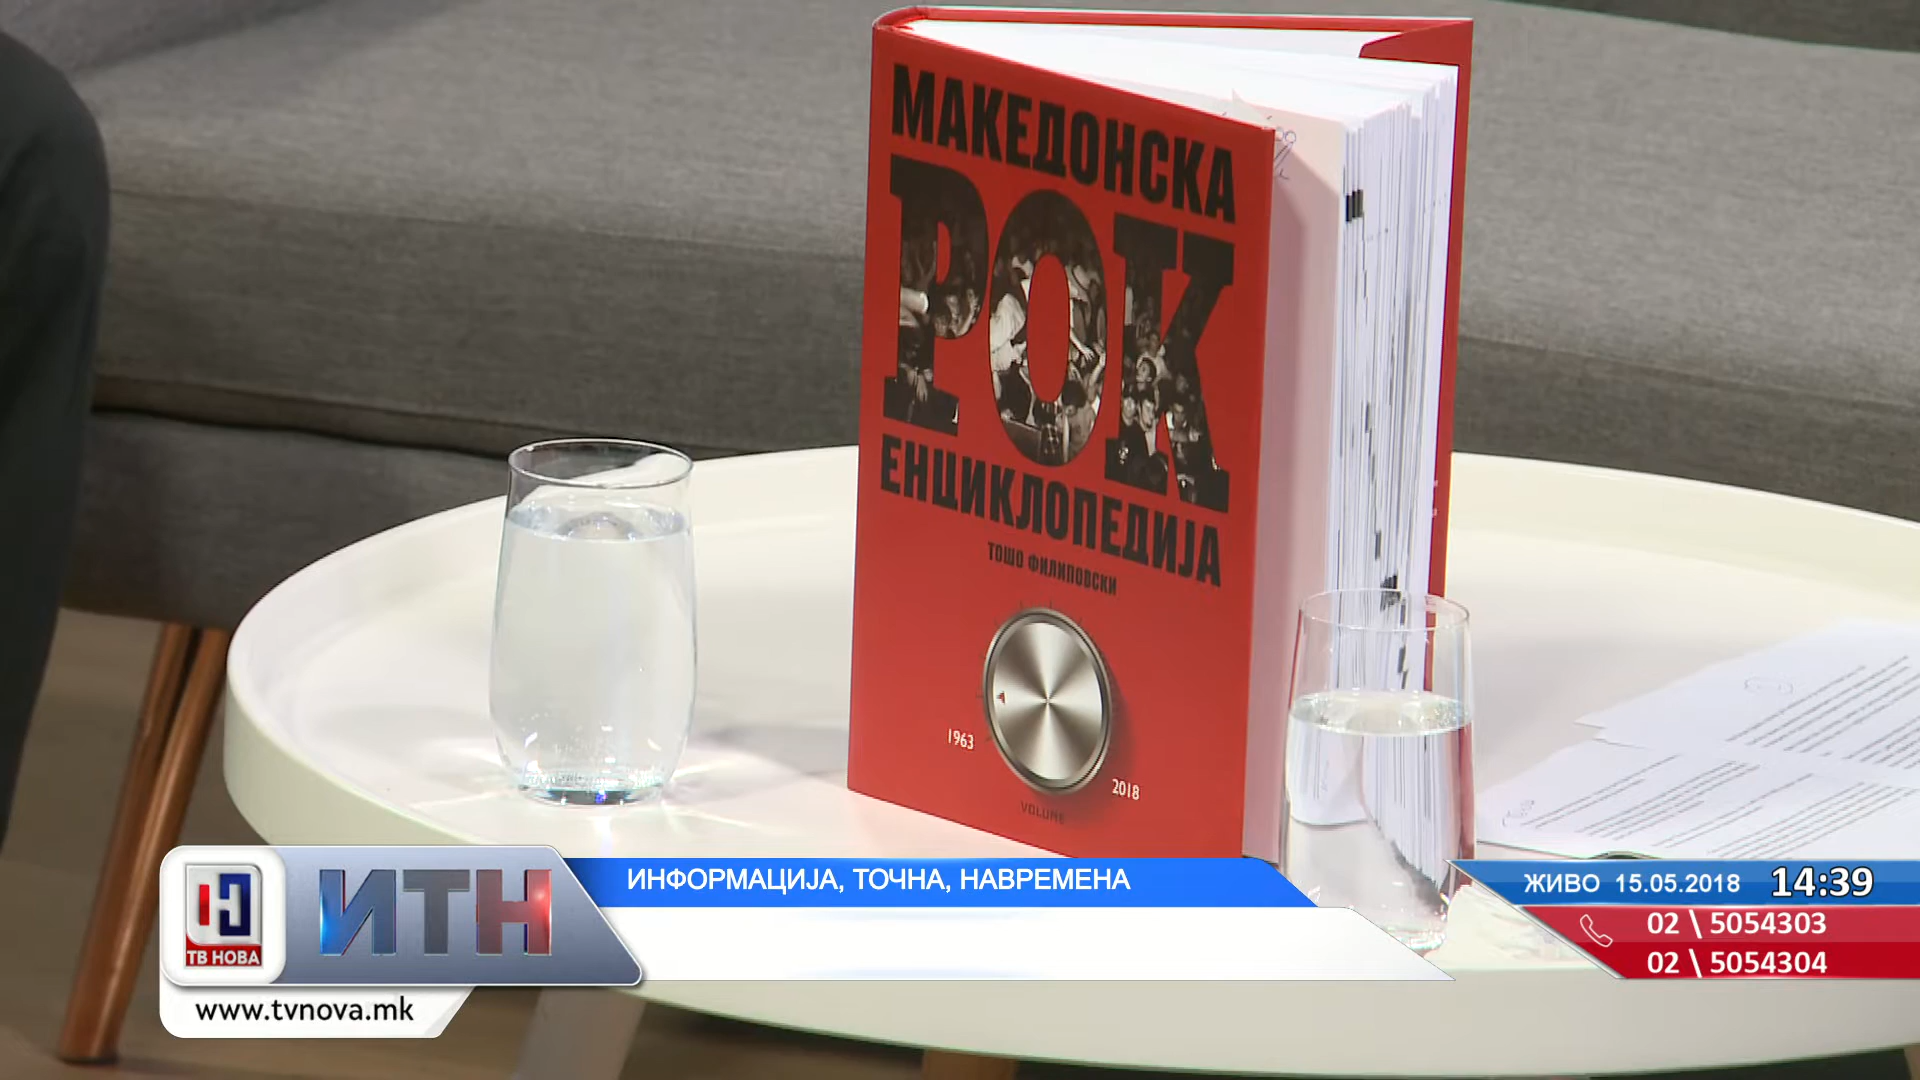 МАКЕДОНСКА
РОК
ЕНЦИКЛОПЕДИЈА
ТОШО ФИЛИПОВСКИ
1963
2018
VOLUME
ИНФОРМАЦИЈА, ТОЧНА, НАВРЕМЕНА
ИТН
ТВ НОВА
www.tvnova.mk
ЖИВО 15.05.2018 14:39
02 \ 5054303
02 \ 5054304